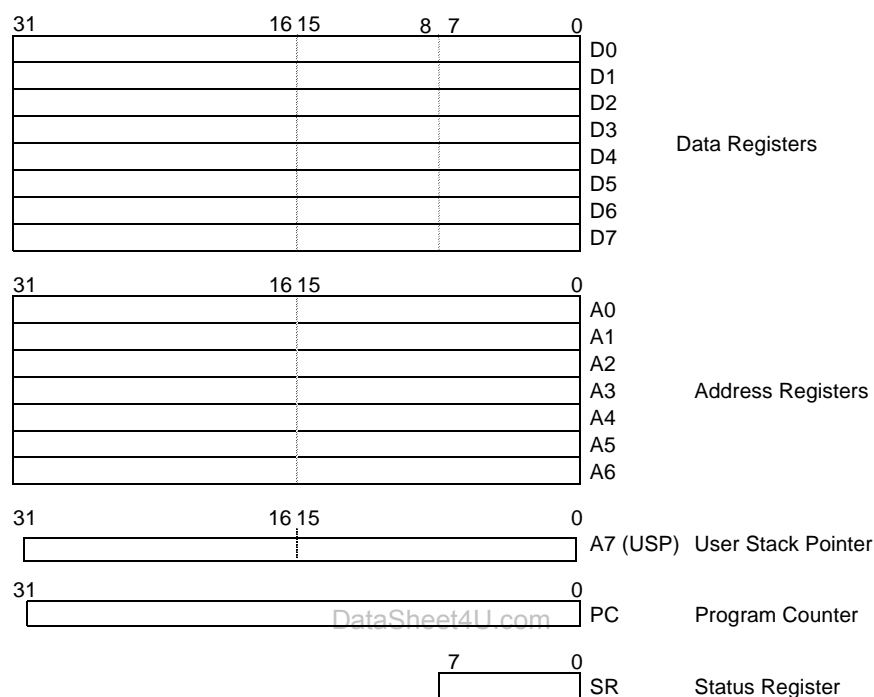 31 16 15 8 7 0
D0
D1
D2
D3
D4
D5
D6
D7
Data Registers
31 16 15 0
A0
A1
A2
A3
A4
A5
A6
Address Registers
31 16 15 0
A7 (USP) User Stack Pointer
31 0
PC Program Counter
DataSheet4U.com
7 0
SR Status Register